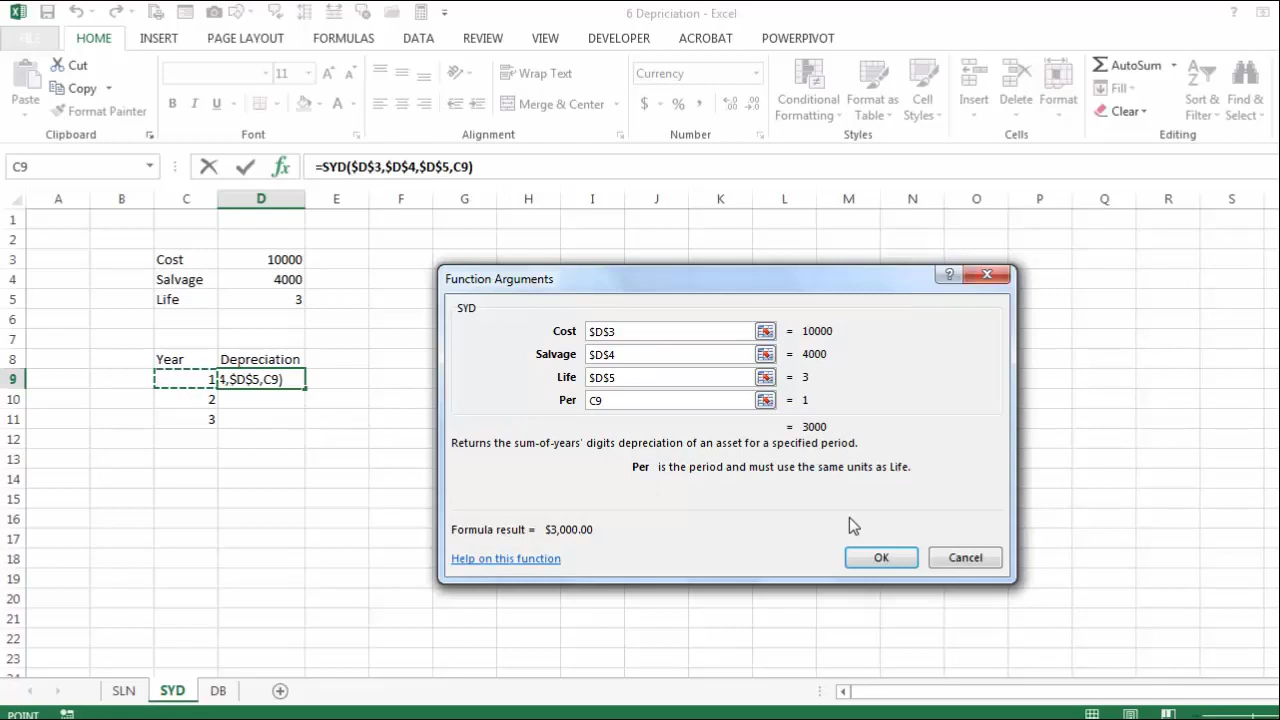 6 Depriciation - Excel
FILE HOME INSERT PAGE LAYOUT FORMULAS DATA REVIEW VIEW DEVELOPER ACROBAT POWERPIVOT
Paste Cut Copy Format Painter
11 A A
B I U A
Wrap Text
Merge & Center
Currency
$ % ,
Conditional Formatting Format as Table Cell Styles
Insert Delete Format
AutoSum Fill Clear
Sort & Filter Find & Select
Clipboard Font Alignment Number Styles Cells Editing
C9 fx =SYD($D$3,$D$4,$D$5,C9)
A B C D E F G H I J K L M N O P Q R S
1
2
3 Cost 10000
4 Salvage 4000
5 Life 3
6
7
8 Year Depreciation
9 1 4,$D$5,C9)
10 2
11 3
12
13
14
15
16
17
18
19
20
21
22
23
Function Arguments ?
SYD
Cost $D$3 = 10000
Salvage $D$4 = 4000
Life $D$5 = 3
Per C9 = 1
= 3000
Returns the sum-of-years' digits depreciation of an asset for a specified period.
Per is the period and must use the same units as Life.
Formula result = $3,000.00
Help on this function OK Cancel
SLN SYD DB
POINT